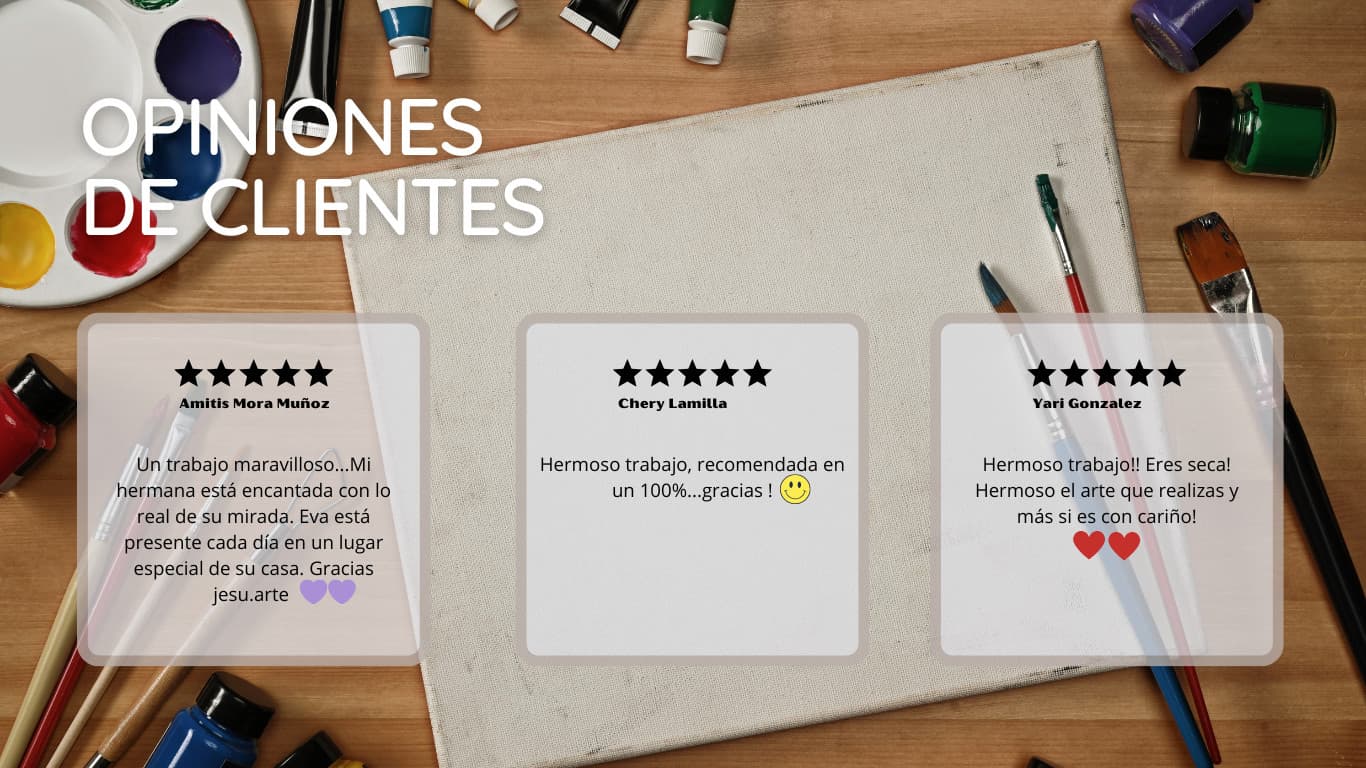 OPINIONES
DE CLIENTES
Amitis Mora Muñoz
Un trabajo maravilloso...Mi
hermana está encantada con lo
real de su mirada. Eva está
presente cada día en un lugar
especial de su casa. Gracias
jesu.arte
Chery Lamilla
Hermoso trabajo, recomendada en
un 100%...gracias !
Yari Gonzalez
Hermoso trabajo!! Eres seca!
Hermoso el arte que realizas y
más si es con cariño!